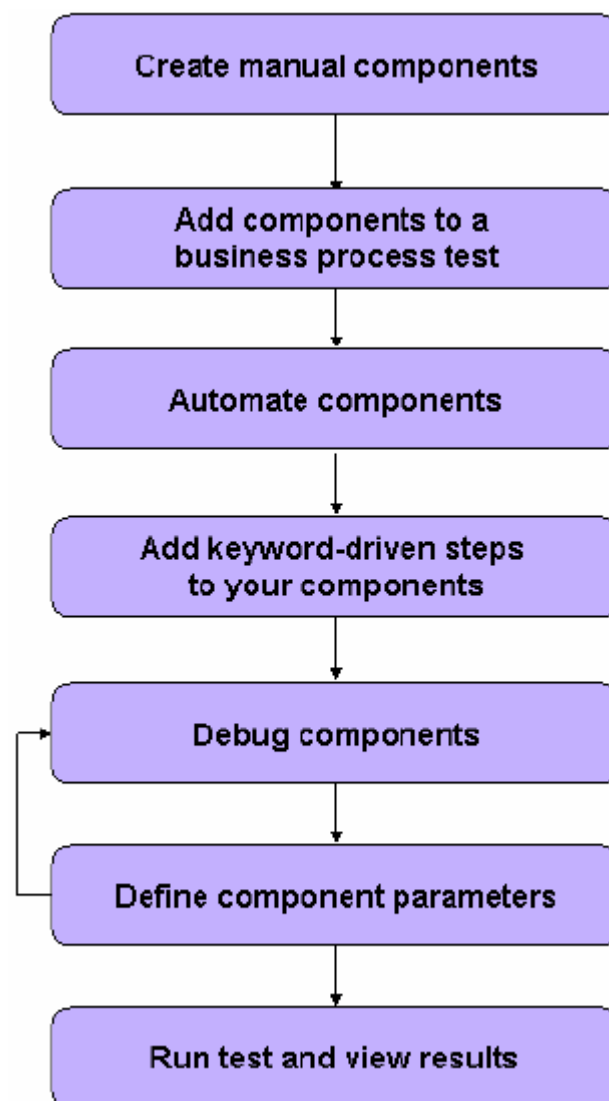 Create manual components
Add components to a
business process test
Automate components
Add keyword-driven steps
to your components
Debug components
Define component parameters
Run test and view results